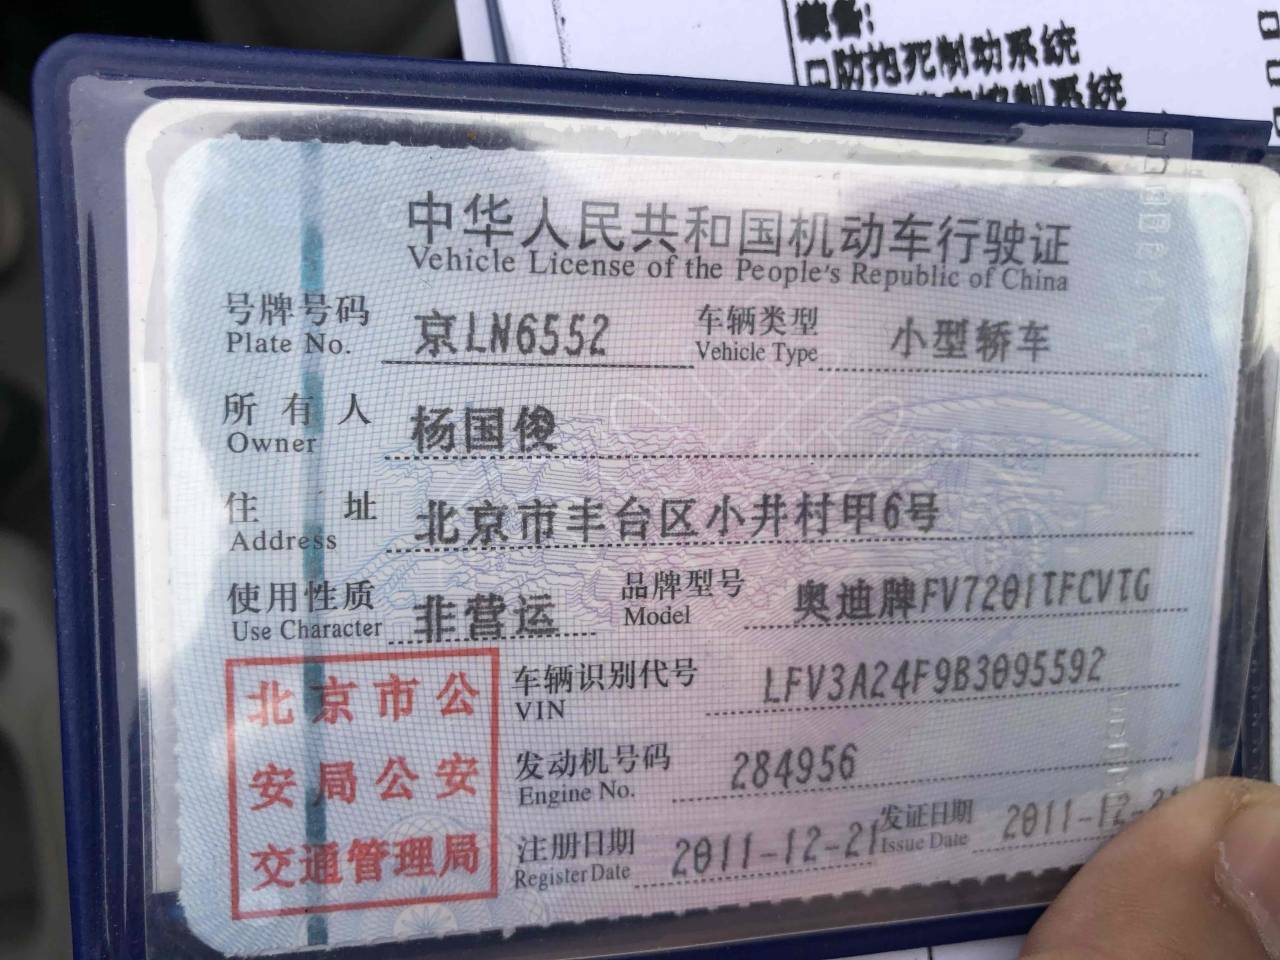 装备:
口防抱死制动系统
中华人民共和国机动车行驶证
Vehicle License of the People's Republic of China
号牌号码 京LN6552 车辆类型 小型轿车
Plate No. Vehicle Type
所有人 杨国俊
Owner
住址 北京市丰台区小井村甲6号
Address
使用性质 非营运 品牌型号 奥迪牌FV7201TFCVTG
Use Character Model
北京市公
安局公安
交通管理局
车辆识别代号 LFV3A24F9B3095592
VIN
发动机号码 284956
Engine No.
注册日期 2011-12-21 发证日期 2011-12-21
Register Date Issue Date